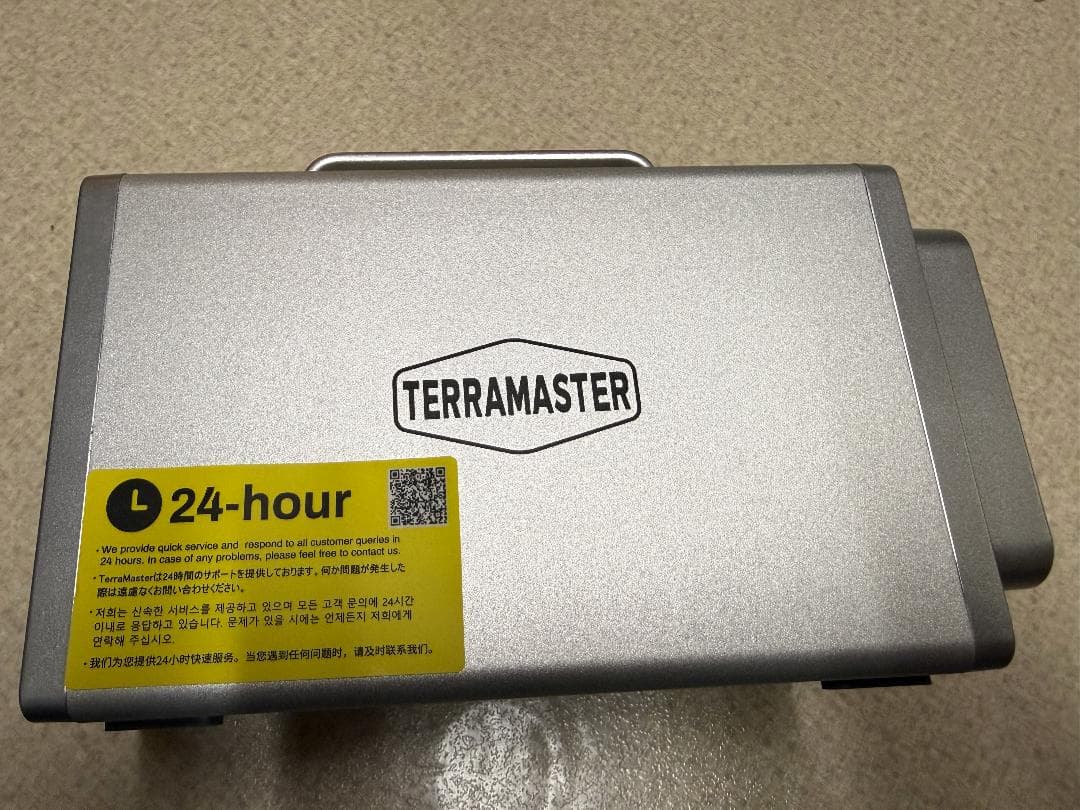 TERRAMASTER
24-hour
• We provide quick service and respond to all customer queries in
24 hours. In case of any problems, please feel free to contact us.
• TerraMasterは24時間のサポートを提供しております。何か問題が発生した
際は遠慮なくお問い合わせください。
• 저희는 신속한 서비스를 제공하고 있으며 모든 고객 문의에 24시간
이내로 응답하고 있습니다. 문제가 있을 시에는 언제든지 저희에게
연락해 주십시오.
• 我们为您提供24小时快速服务。当您遇到任何问题时，请及时联系我们。